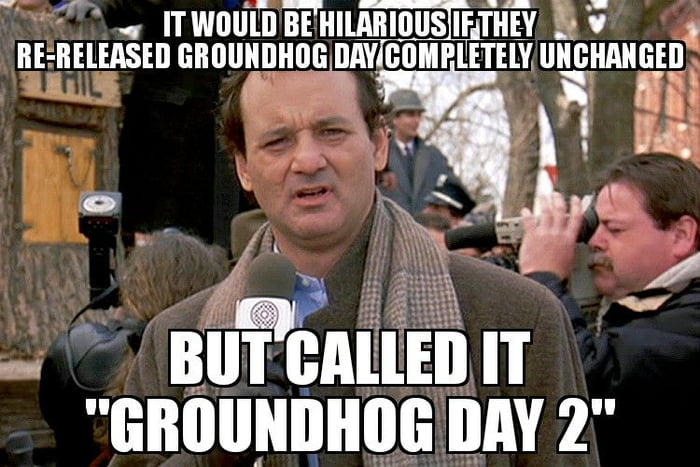 IT WOULD BE HILARIOUS IF THEY
RE-RELEASED GROUNDHOG DAY COMPLETELY UNCHANGED
BUT CALLED IT
"GROUNDHOG DAY 2"